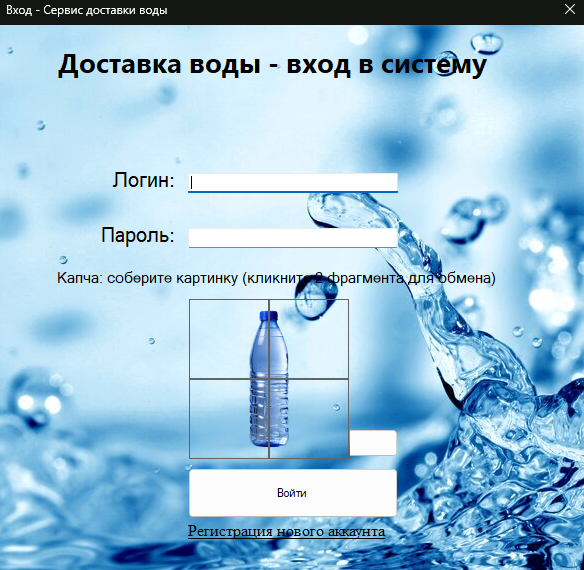 Вход - Сервис доставки воды
Доставка воды - вход в систему
Логин:
Пароль:
Капча: соберите картинку (кликните 2 фрагмента для обмена)
Войти
Регистрация нового аккаунта